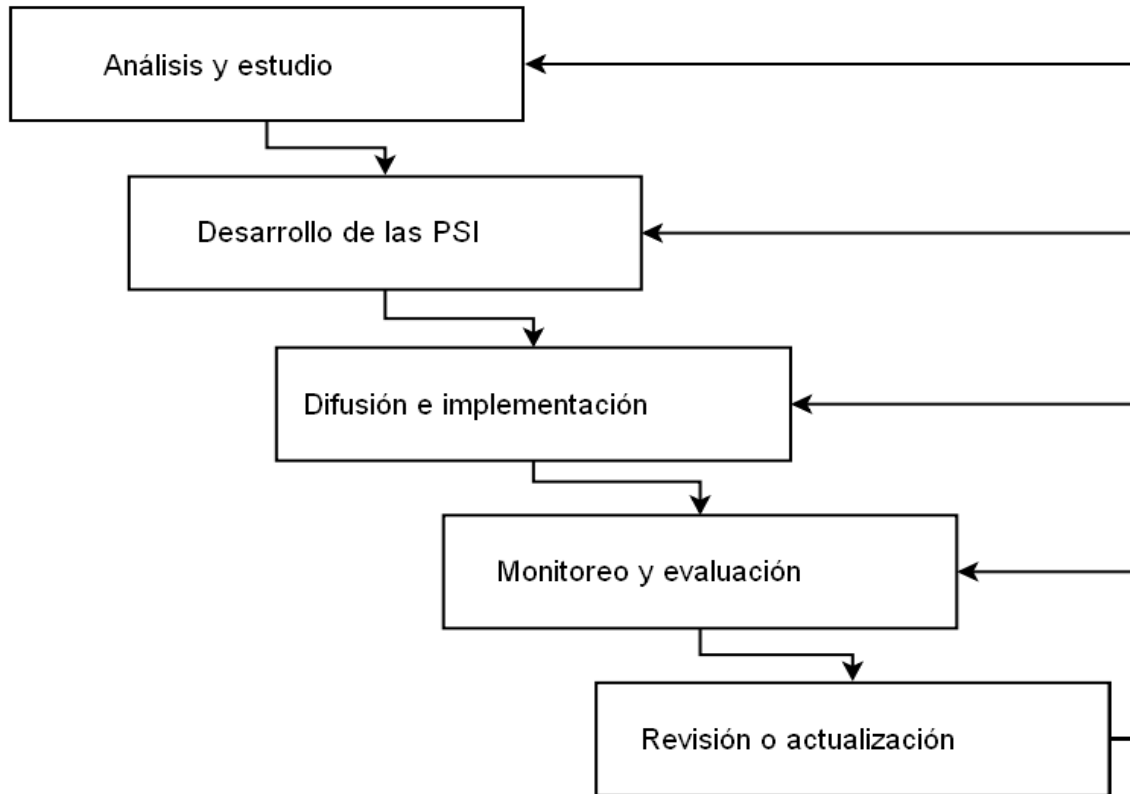 Análisis y estudio
Desarrollo de las PSI
Difusión e implementación
Monitoreo y evaluación
Revisión o actualización